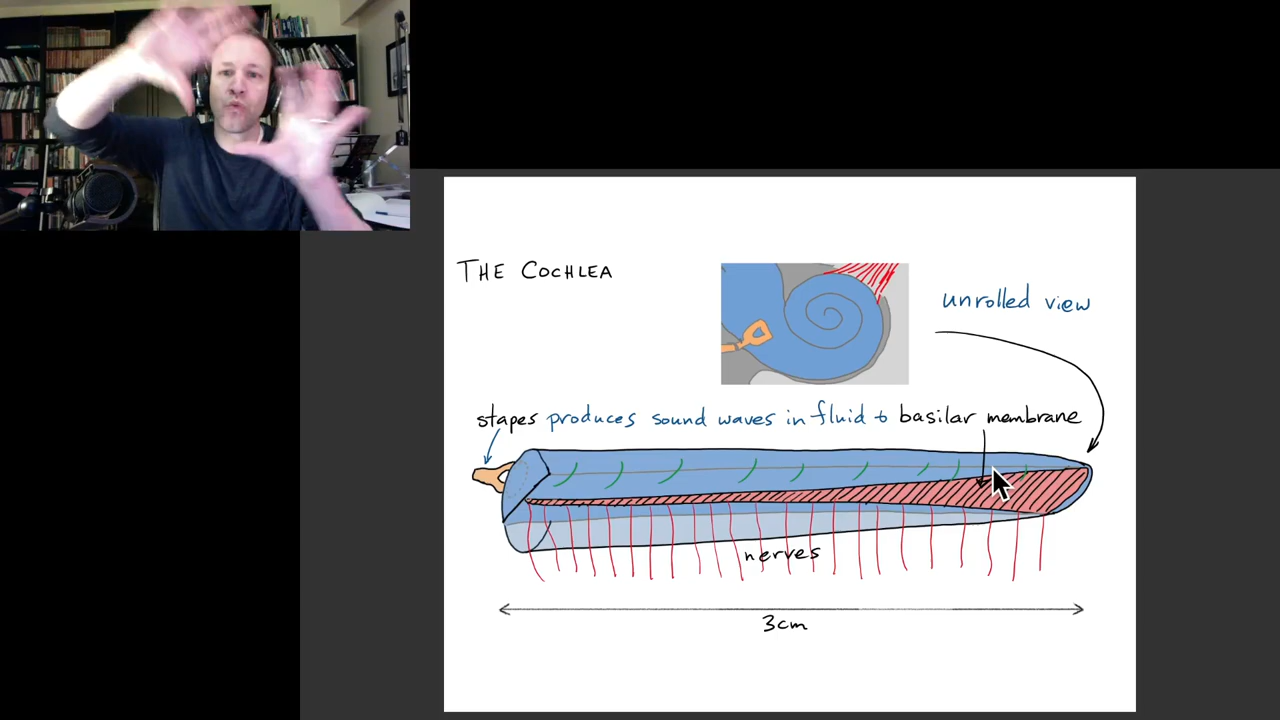 THE COCHLEA
unrolled view
stapes produces sound waves in fluid to basilar membrane
nerves
3cm